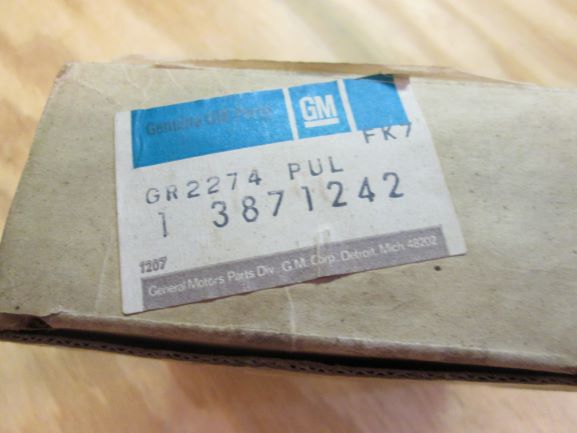 Genuine GM Parts
GM
FK7
GR2274 PUL
1 3871242
1207
General Motors Parts Div. G.M. Corp. Detroit, Mich 48202